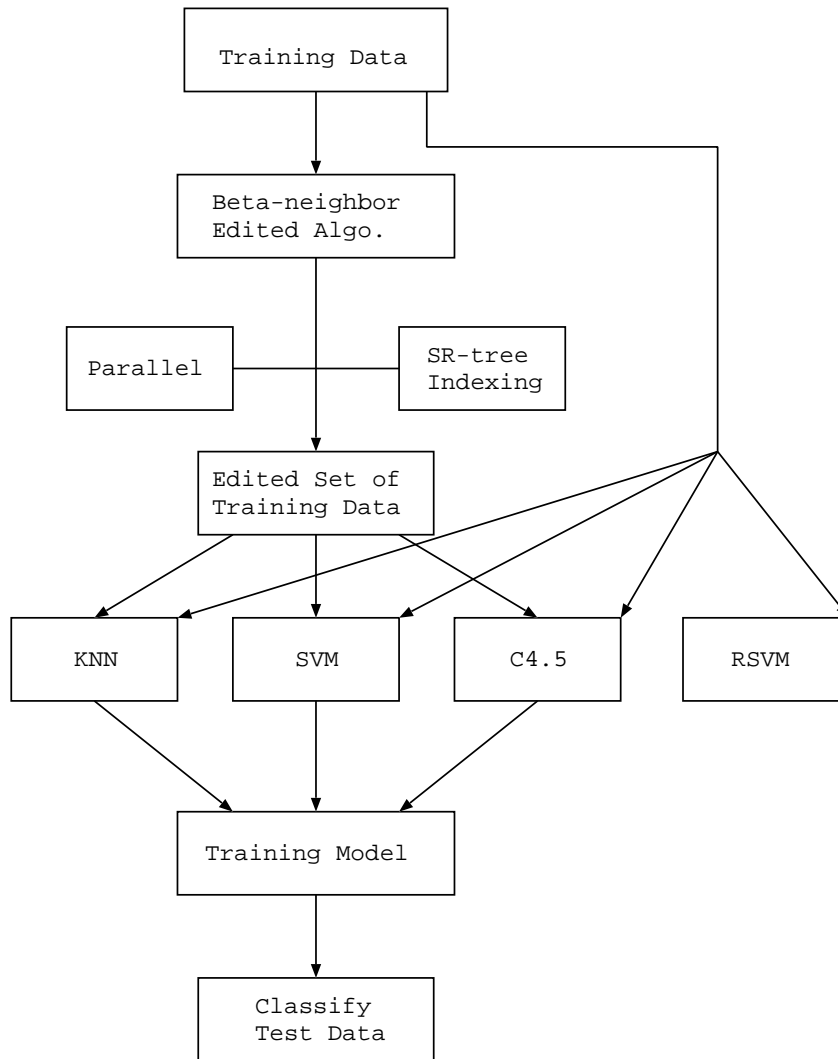 Training Data
Beta-neighbor
Edited Algo.
Parallel
SR-tree
Indexing
Edited Set of
Training Data
KNN
SVM
C4.5
RSVM
Training Model
Classify
Test Data